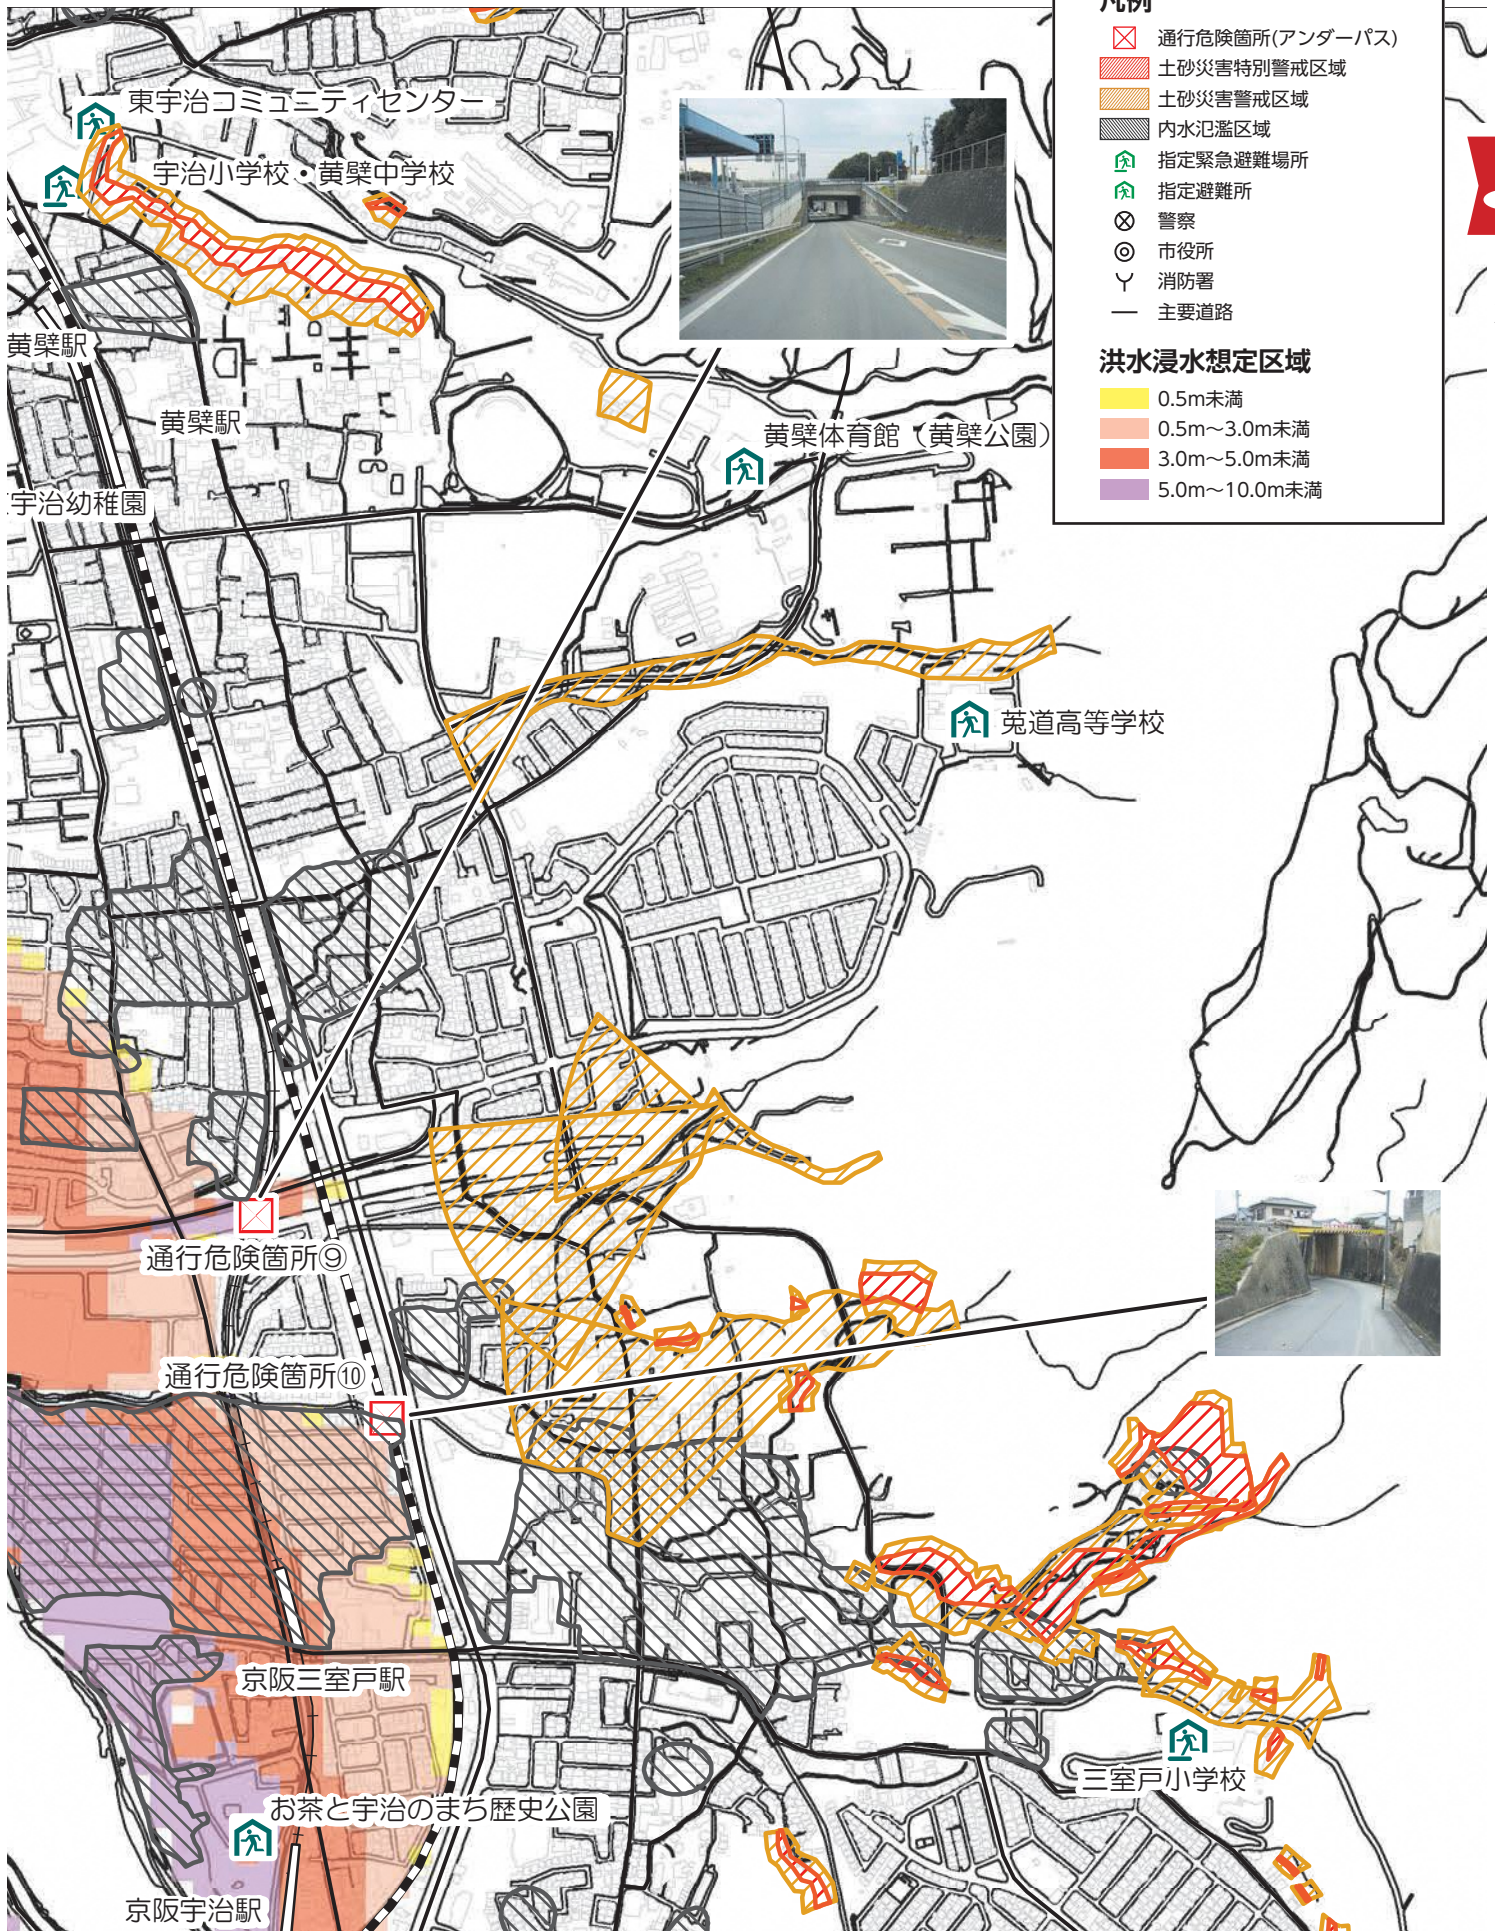 凡例
通行危険箇所(アンダーパス)
土砂災害特別警戒区域
土砂災害警戒区域
内水氾濫区域
指定緊急避難場所
指定避難所
警察
市役所
消防署
主要道路
洪水浸水想定区域
0.5m未満
0.5m〜3.0m未満
3.0m〜5.0m未満
5.0m〜10.0m未満
東宇治コミュニティセンター
宇治小学校・黄檗中学校
黄檗駅
黄檗駅
黄檗体育館（黄檗公園）
宇治幼稚園
莵道高等学校
通行危険箇所⑨
通行危険箇所⑩
京阪三室戸駅
三室戸小学校
お茶と宇治のまち歴史公園
京阪宇治駅